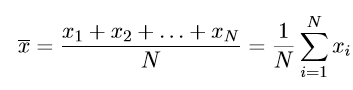 x̄ = (x₁ + x₂ + … + x_N) / N = (1/N) ∑_{i=1}^{N} x_i